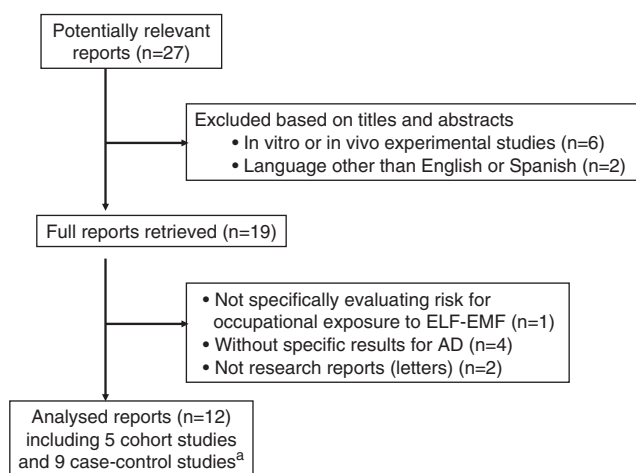 Potentially relevant
reports (n=27)
Excluded based on titles and abstracts
• In vitro or in vivo experimental studies (n=6)
• Language other than English or Spanish (n=2)
Full reports retrieved (n=19)
• Not specifically evaluating risk for
occupational exposure to ELF-EMF (n=1)
• Without specific results for AD (n=4)
• Not research reports (letters) (n=2)
Analysed reports (n=12)
including 5 cohort studies
and 9 case-control studiesa